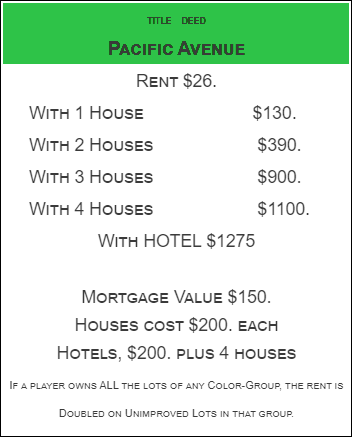 TITLE DEED
PACIFIC AVENUE
RENT $26.
WITH 1 HOUSE $130.
WITH 2 HOUSES $390.
WITH 3 HOUSES $900.
WITH 4 HOUSES $1100.
WITH HOTEL $1275
MORTGAGE VALUE $150.
HOUSES COST $200. EACH
HOTELS, $200. PLUS 4 HOUSES
IF A PLAYER OWNS ALL THE LOTS OF ANY COLOR-GROUP, THE RENT IS
DOUBLED ON UNIMPROVED LOTS IN THAT GROUP.